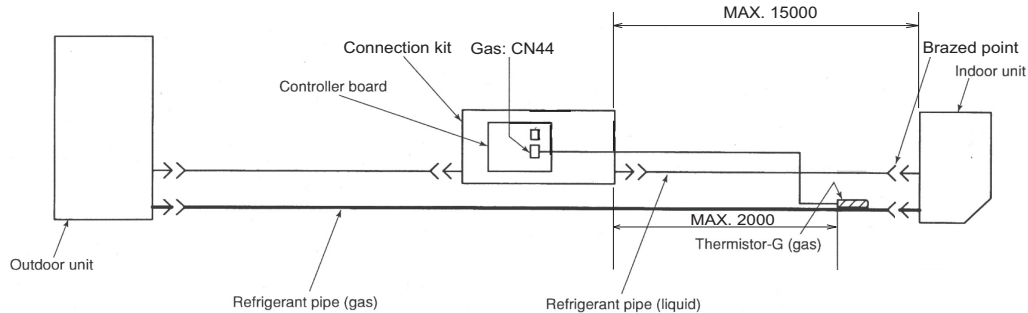 MAX. 15000
Connection kit
Gas: CN44
Brazed point
Indoor unit
Controller board
MAX. 2000
Thermistor-G (gas)
Outdoor unit
Refrigerant pipe (gas)
Refrigerant pipe (liquid)